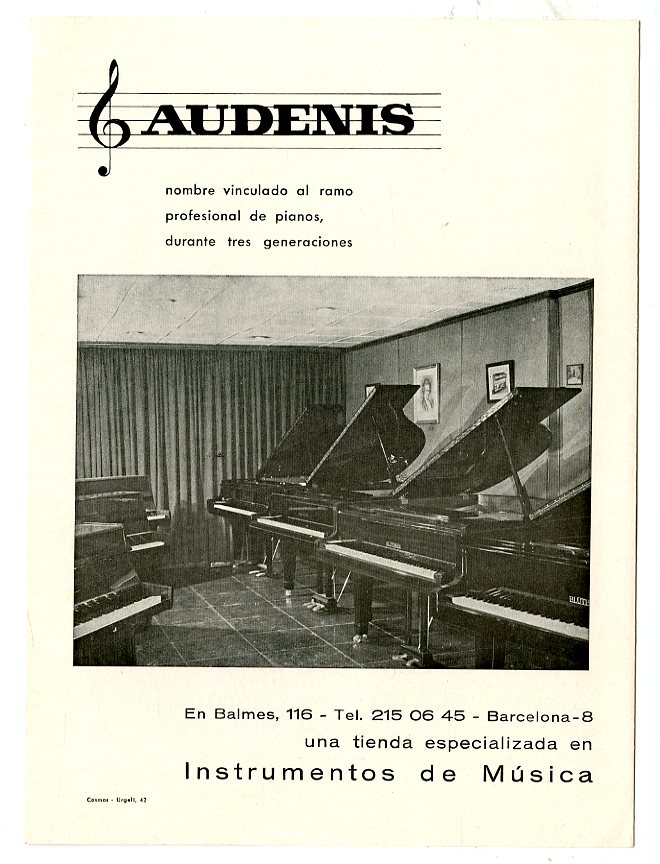 AUDENIS
nombre vinculado al ramo
profesional de pianos,
durante tres generaciones
En Balmes, 116 - Tel. 215 06 45 - Barcelona-8
una tienda especializada en
Instrumentos de Música
Cosmos - Urgell, 42